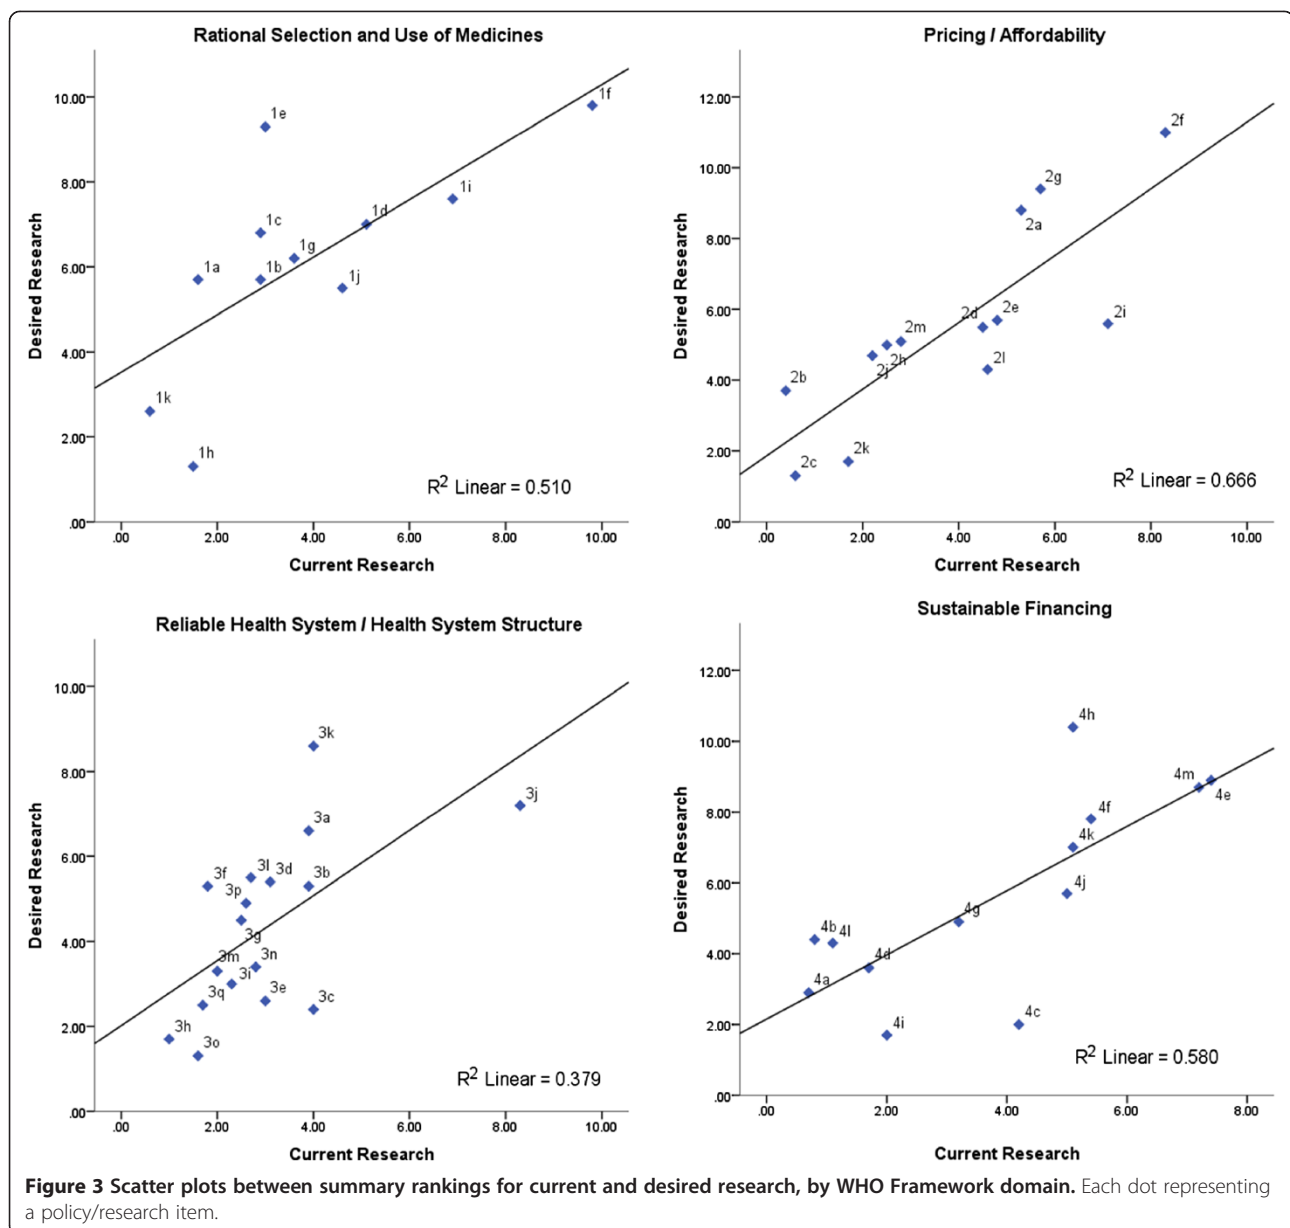 Rational Selection and Use of Medicines
Desired Research
10.00
8.00
6.00
4.00
2.00
.00
1e
1f
1i
1c
1d
1g
1a
1b
1j
1k
1h
R2 Linear = 0.510
.00 2.00 4.00 6.00 8.00 10.00
Current Research
Pricing / Affordability
Desired Research
12.00
10.00
8.00
6.00
4.00
2.00
.00
2f
2g
2a
2d
2e
2i
2m
2j
2h
2l
2b
2c
2k
R2 Linear = 0.666
.00 2.00 4.00 6.00 8.00 10.00
Current Research
Reliable Health System / Health System Structure
Desired Research
10.00
8.00
6.00
4.00
2.00
.00
3k
3j
3a
3f
3l
3d
3b
3p
3g
3m
3n
3i
3q
3e
3c
3h
3o
R2 Linear = 0.379
.00 2.00 4.00 6.00 8.00 10.00
Current Research
Sustainable Financing
Desired Research
12.00
10.00
8.00
6.00
4.00
2.00
.00
4h
4m
4e
4f
4k
4j
4g
4b
4l
4d
4a
4i
4c
R2 Linear = 0.580
.00 2.00 4.00 6.00 8.00
Current Research
Figure 3 Scatter plots between summary rankings for current and desired research, by WHO Framework domain. Each dot representing
a policy/research item.